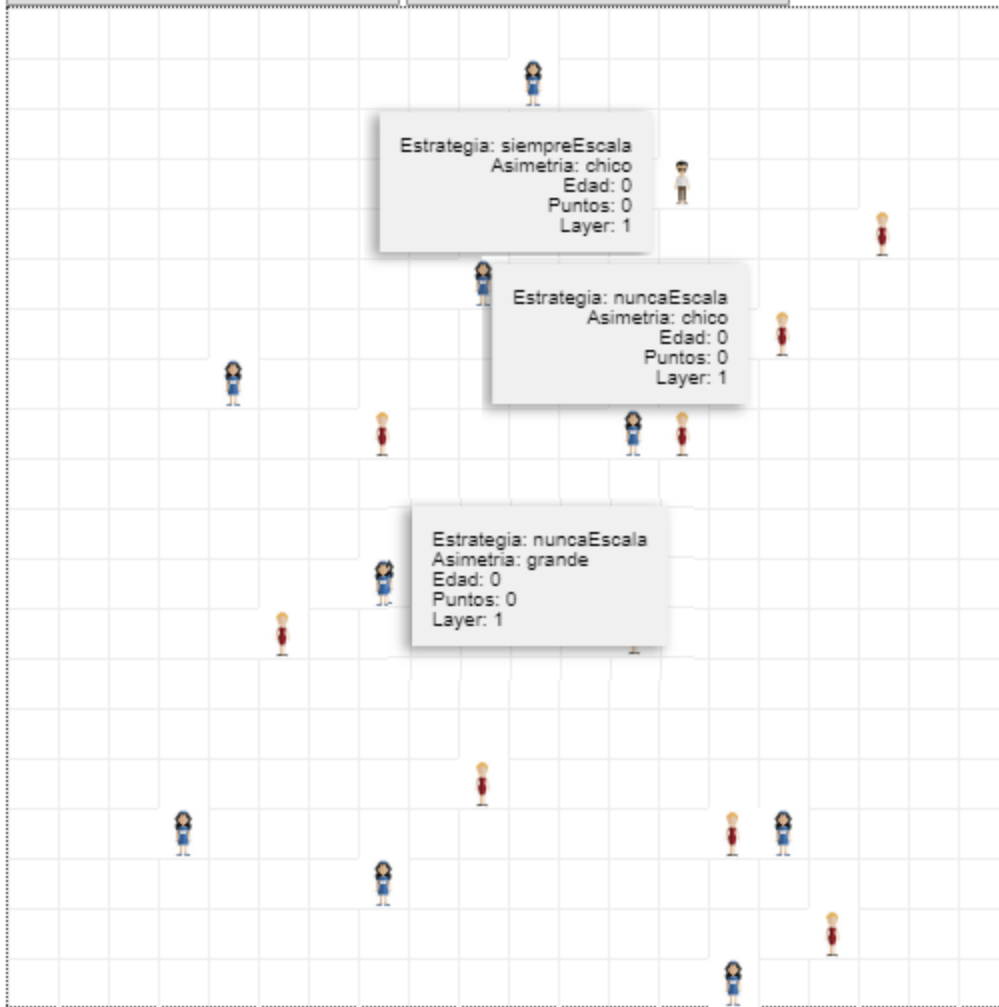 Estrategia: siempreEscala
Asimetria: chico
Edad: 0
Puntos: 0
Layer: 1
Estrategia: nuncaEscala
Asimetria: chico
Edad: 0
Puntos: 0
Layer: 1
Estrategia: nuncaEscala
Asimetria: grande
Edad: 0
Puntos: 0
Layer: 1